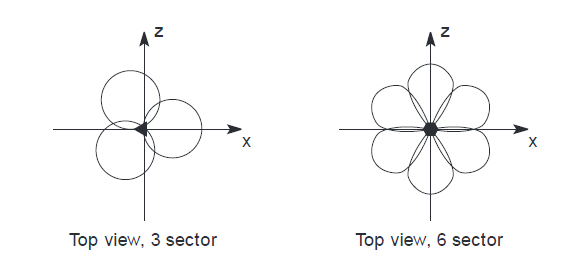 z
x
Top view, 3 sector
z
x
Top view, 6 sector